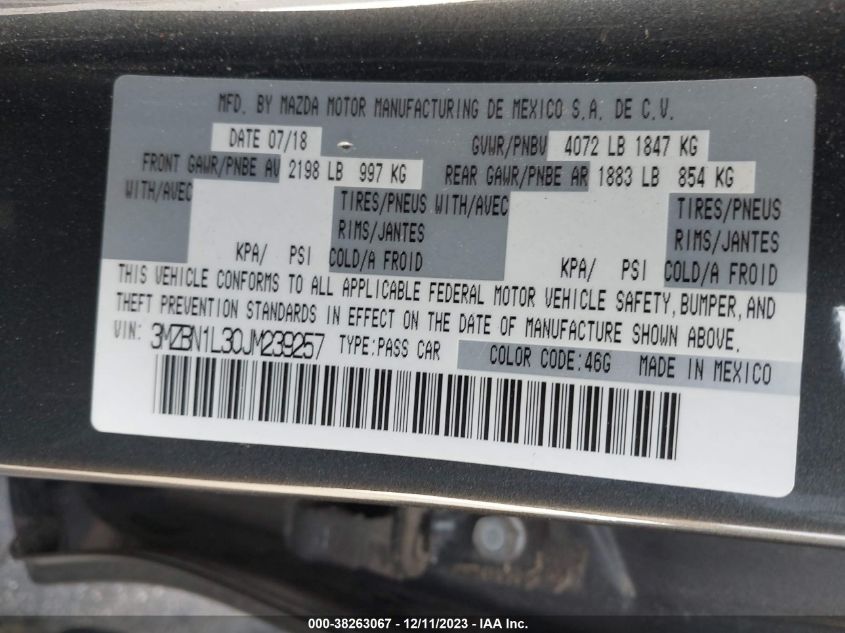 MFD. BY MAZDA MOTOR MANUFACTURING DE MEXICO S.A. DE C.V.
DATE 07/18 GVWR/PNBV 4072 LB 1847 KG
FRONT GAWR/PNBE AV 2198 LB 997 KG REAR GAWR/PNBE AR 1883 LB 854 KG
WITH/AVEC TIRES/PNEUS WITH/AVEC TIRES/PNEUS
RIMS/JANTES RIMS/JANTES
KPA/ PSI COLD/A FROID KPA/ PSI COLD/A FROID
THIS VEHICLE CONFORMS TO ALL APPLICABLE FEDERAL MOTOR VEHICLE SAFETY, BUMPER, AND
THEFT PREVENTION STANDARDS IN EFFECT ON THE DATE OF MANUFACTURE SHOWN ABOVE.
VIN: 3MZBN1L30JM239257 TYPE:PASS CAR COLOR CODE:46G MADE IN MEXICO
000-38263067 - 12/11/2023 - IAA Inc.